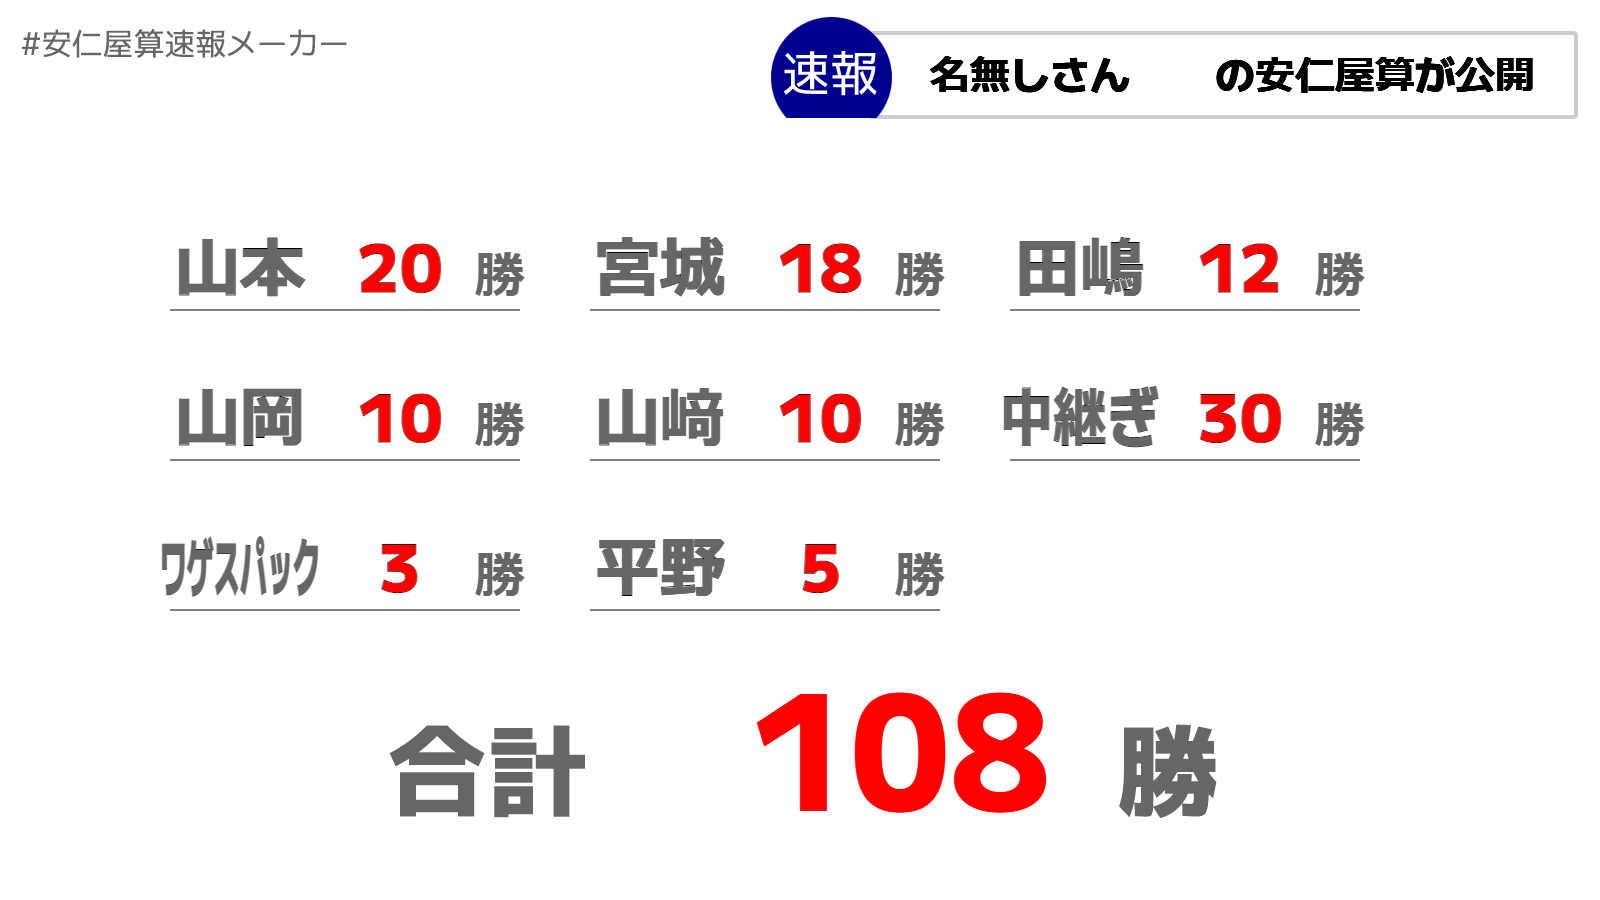 #安仁屋算速報メーカー
速報 名無しさん の安仁屋算が公開
山本 20 勝 宮城 18 勝 田嶋 12 勝
山岡 10 勝 山﨑 10 勝 中継ぎ 30 勝
ワゲスパック 3 勝 平野 5 勝
合計 108 勝